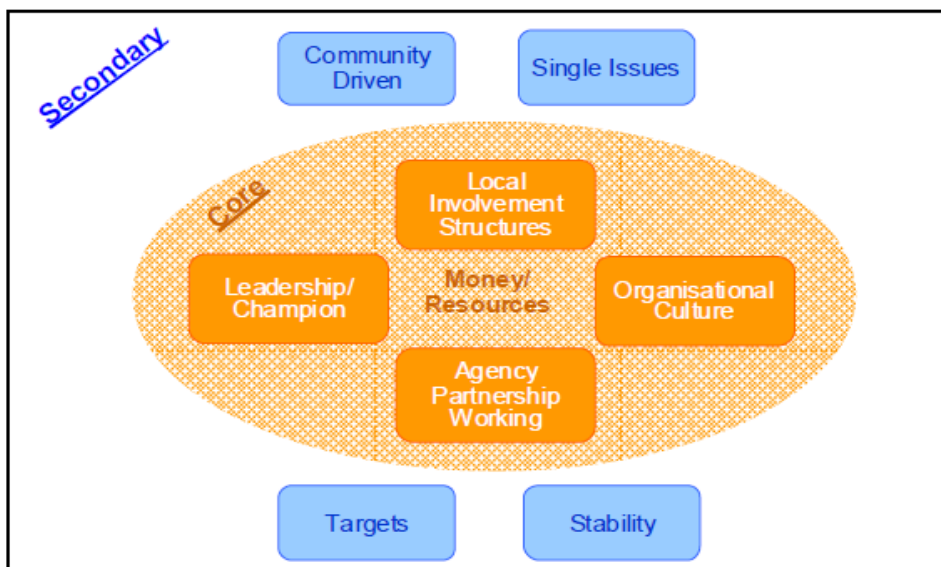 Secondary
Community
Driven
Single Issues
Core
Local
Involvement
Structures
Leadership/
Champion
Money/
Resources
Organisational
Culture
Agency
Partnership
Working
Targets
Stability